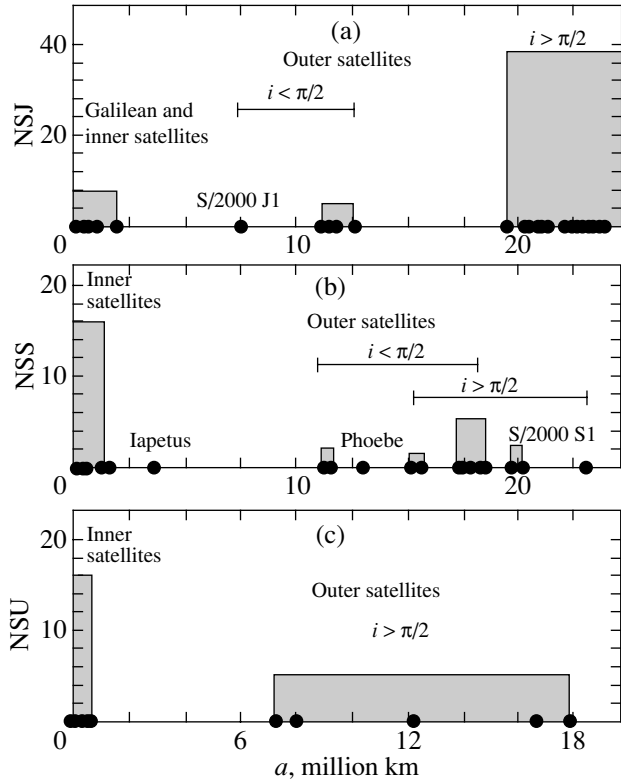 (a)
40
i > π/2
Outer satellites
i < π/2
Galilean and
inner satellites
NSJ
20
S/2000 J1
0
10
20
Inner
satellites
(b)
20
Outer satellites
i < π/2
i > π/2
NSS
10
Iapetus
Phoebe
S/2000 S1
0
10
20
Inner
satellites
(c)
20
Outer satellites
NSU
i > π/2
10
0
6
12
18
a, million km